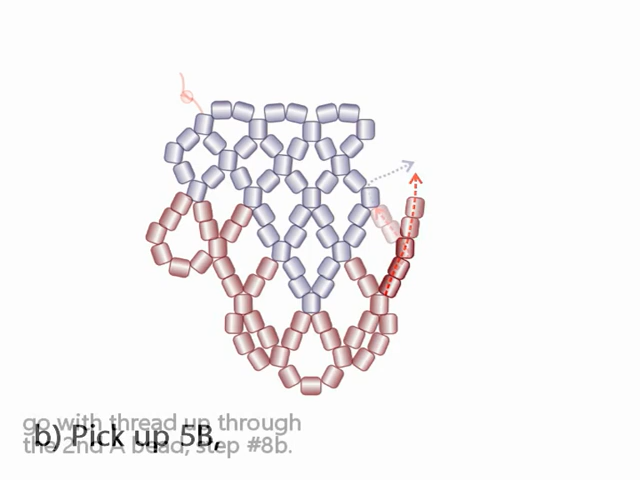 go with thread up through
b) Pick up 5B,
the 2nd A bead, step #8b.